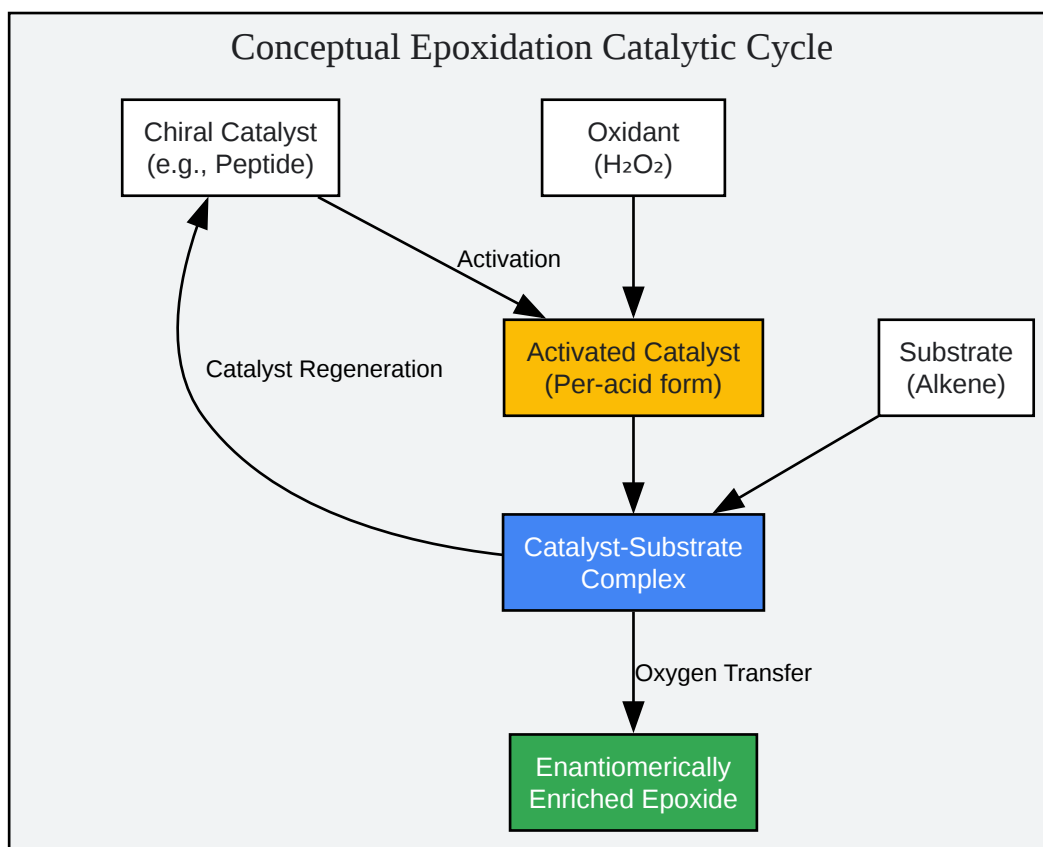 Conceptual Epoxidation Catalytic Cycle
Chiral Catalyst
(e.g., Peptide)
Oxidant
(H₂O₂)
Activation
Activated Catalyst
(Per-acid form)
Substrate
(Alkene)
Catalyst Regeneration
Catalyst-Substrate
Complex
Oxygen Transfer
Enantiomerically
Enriched Epoxide